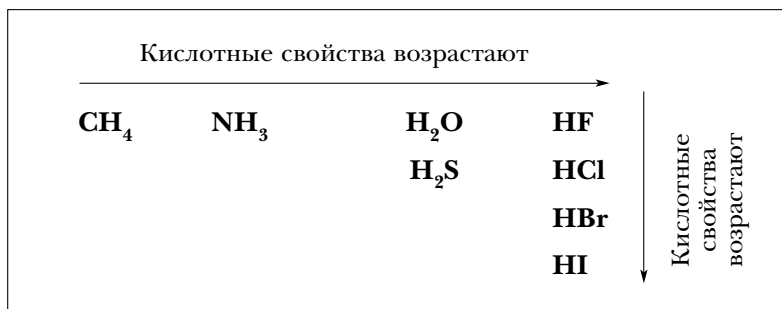 Кислотные свойства возрастают
CH₄ NH₃ H₂O HF
H₂S HCl
HBr
HI
Кислотные
свойства
возрастают